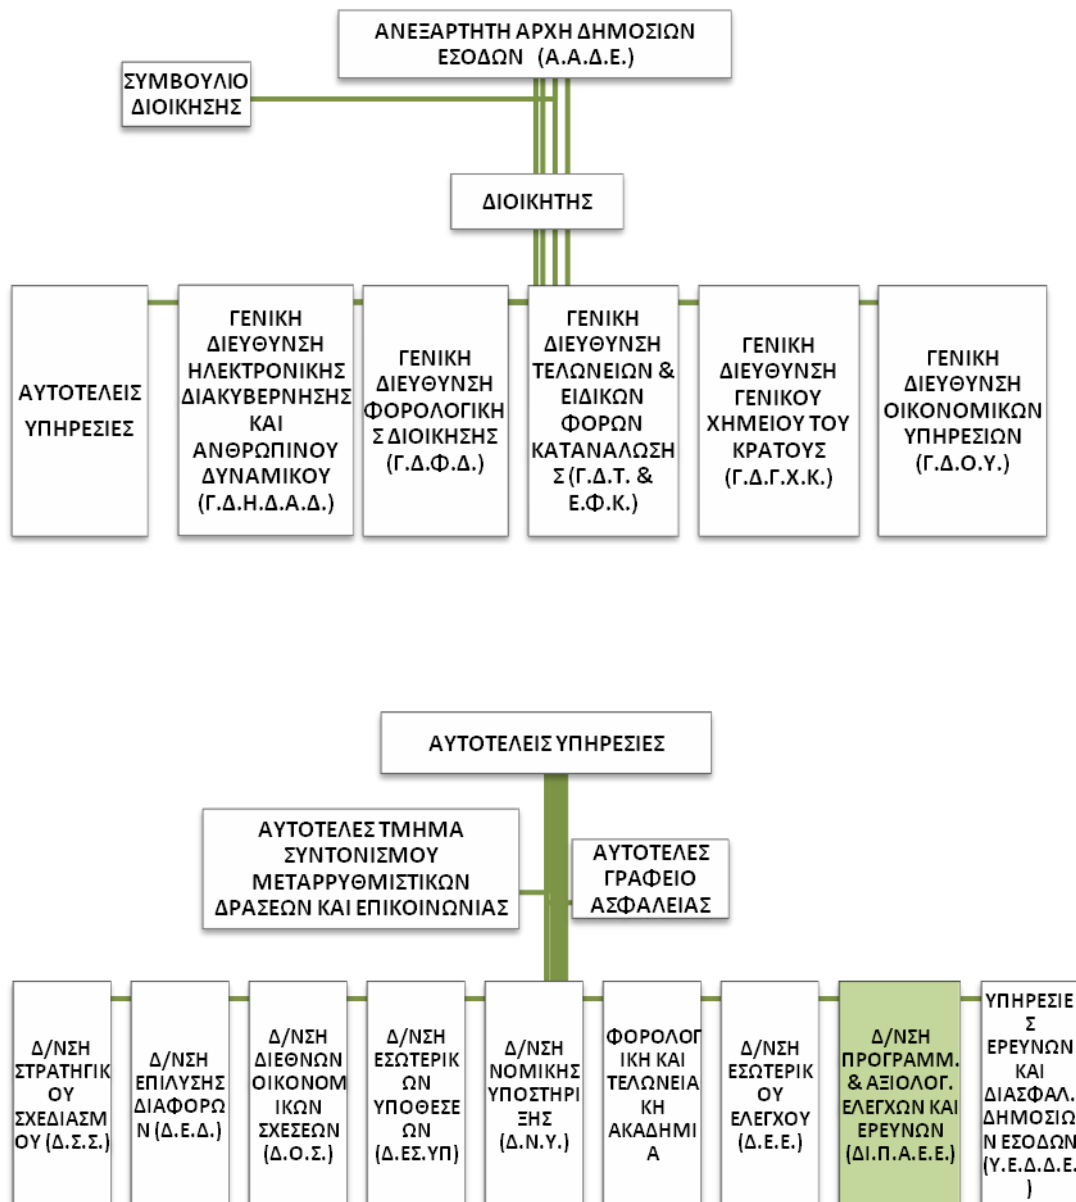 ΑΝΕΞΑΡΤΗΤΗ ΑΡΧΗ ΔΗΜΟΣΙΩΝ
ΕΣΟΔΩΝ (Α.Α.Δ.Ε.)
ΣΥΜΒΟΥΛΙΟ
ΔΙΟΙΚΗΣΗΣ
ΔΙΟΙΚΗΤΗΣ
ΑΥΤΟΤΕΛΕΙΣ
ΥΠΗΡΕΣΙΕΣ
ΓΕΝΙΚΗ
ΔΙΕΥΘΥΝΣΗ
ΗΛΕΚΤΡΟΝΙΚΗΣ
ΔΙΑΚΥΒΕΡΝΗΣΗΣ
ΚΑΙ
ΑΝΘΡΩΠΙΝΟΥ
ΔΥΝΑΜΙΚΟΥ
(Γ.Δ.Η.Δ.Α.Δ.)
ΓΕΝΙΚΗ
ΔΙΕΥΘΥΝΣΗ
ΦΟΡΟΛΟΓΙΚΗ
Σ ΔΙΟΙΚΗΣΗΣ
(Γ.Δ.Φ.Δ.)
ΓΕΝΙΚΗ
ΔΙΕΥΘΥΝΣΗ
ΤΕΛΩΝΕΙΩΝ &
ΕΙΔΙΚΩΝ
ΦΟΡΩΝ
ΚΑΤΑΝΑΛΩΣΗ
Σ (Γ.Δ.Τ. &
Ε.Φ.Κ.)
ΓΕΝΙΚΗ
ΔΙΕΥΘΥΝΣΗ
ΓΕΝΙΚΟΥ
ΧΗΜΕΙΟΥ ΤΟΥ
ΚΡΑΤΟΥΣ
(Γ.Δ.Γ.Χ.Κ.)
ΓΕΝΙΚΗ
ΔΙΕΥΘΥΝΣΗ
ΟΙΚΟΝΟΜΙΚΩΝ
ΥΠΗΡΕΣΙΩΝ
(Γ.Δ.Ο.Υ.)
ΑΥΤΟΤΕΛΕΙΣ ΥΠΗΡΕΣΙΕΣ
ΑΥΤΟΤΕΛΕΣ ΤΜΗΜΑ
ΣΥΝΤΟΝΙΣΜΟΥ
ΜΕΤΑΡΡΥΘΜΙΣΤΙΚΩΝ
ΔΡΑΣΕΩΝ ΚΑΙ ΕΠΙΚΟΙΝΩΝΙΑΣ
ΑΥΤΟΤΕΛΕΣ
ΓΡΑΦΕΙΟ
ΑΣΦΑΛΕΙΑΣ
Δ/ΝΣΗ
ΣΤΡΑΤΗΓΙΚ
ΟΥ
ΣΧΕΔΙΑΣΜ
ΟΥ (Δ.Σ.Σ.)
Δ/ΝΣΗ
ΕΠΙΛΥΣΗΣ
ΔΙΑΦΟΡΩ
Ν (Δ.Ε.Δ.)
Δ/ΝΣΗ
ΔΙΕΘΝΩΝ
ΟΙΚΟΝΟΜ
ΙΚΩΝ
ΣΧΕΣΕΩΝ
(Δ.Ο.Σ.)
Δ/ΝΣΗ
ΕΣΩΤΕΡΙΚ
ΩΝ
ΥΠΟΘΕΣΕ
ΩΝ
(Δ.ΕΣ.ΥΠ)
Δ/ΝΣΗ
ΝΟΜΙΚΗΣ
ΥΠΟΣΤΗΡ
ΙΞΗΣ
(Δ.Ν.Υ.)
ΦΟΡΟΛΟΓ
ΙΚΗ ΚΑΙ
ΤΕΛΩΝΕΙΑ
ΚΗ
ΑΚΑΔΗΜΙ
Α
Δ/ΝΣΗ
ΕΣΩΤΕΡΙΚ
ΟΥ
ΕΛΕΓΧΟΥ
(Δ.Ε.Ε.)
Δ/ΝΣΗ
ΠΡΟΓΡΑΜΜ.
& ΑΞΙΟΛΟΓ.
ΕΛΕΓΧΩΝ ΚΑΙ
ΕΡΕΥΝΩΝ
(ΔΙ.Π.Α.Ε.Ε.)
ΥΠΗΡΕΣΙΕ
Σ
ΕΡΕΥΝΩΝ
ΚΑΙ
ΔΙΑΣΦΑΛ.
ΔΗΜΟΣΙΩ
Ν ΕΣΟΔΩΝ
(Υ.Ε.Δ.Δ.Ε.
)